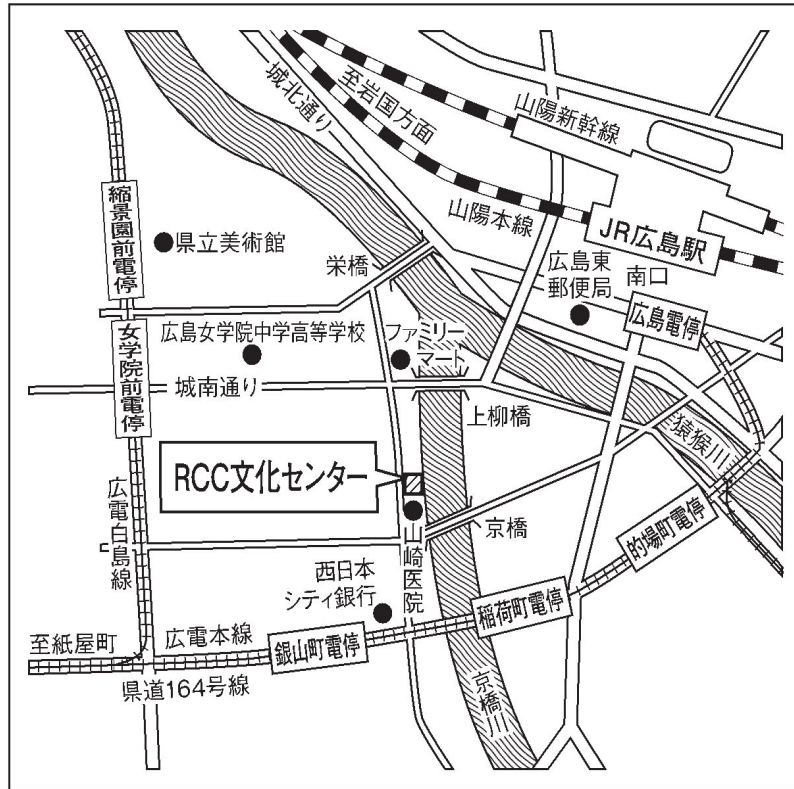 城北通り
至岩国方面
山陽新幹線
山陽本線
JR広島駅
縮景園前電停
県立美術館
栄橋
広島東
郵便局
南口
広島電停
女学院前電停
広島女学院中学高等学校
ファミリー
マート
城南通り
上柳橋
猿猴川
RCC文化センター
広電白島線
山崎医院
京橋
的場町電停
西日本
シティ銀行
稲荷町電停
至紙屋町
広電本線
銀山町電停
県道164号線
京橋川